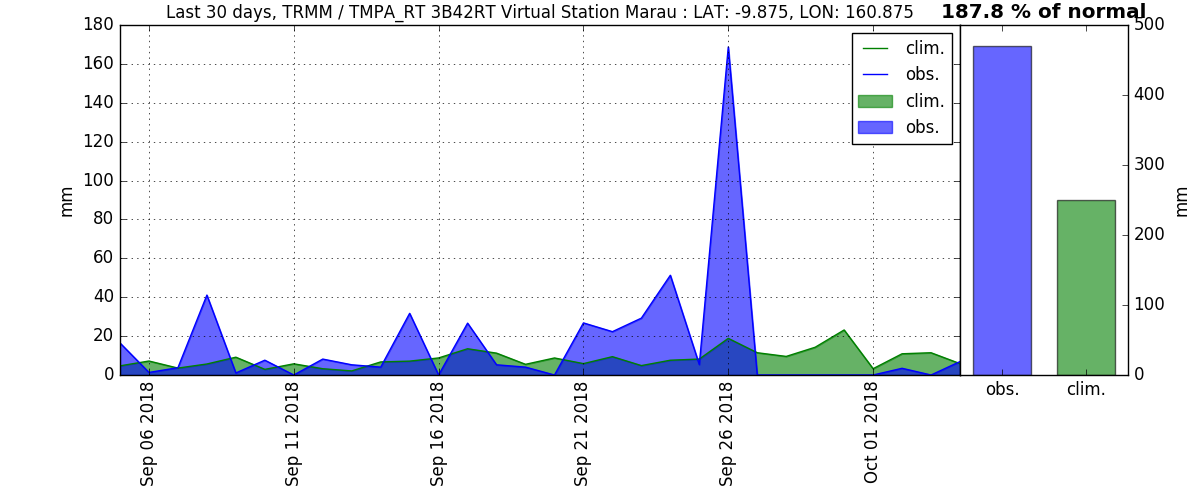 Last 30 days, TRMM / TMPA_RT 3B42RT Virtual Station Marau : LAT: -9.875, LON: 160.875
187.8 % of normal
180
160
140
120
100
80
60
40
20
0
mm
clim.
obs.
clim.
obs.
Sep 06 2018
Sep 11 2018
Sep 16 2018
Sep 21 2018
Sep 26 2018
Oct 01 2018
500
400
300
200
100
0
mm
obs.
clim.